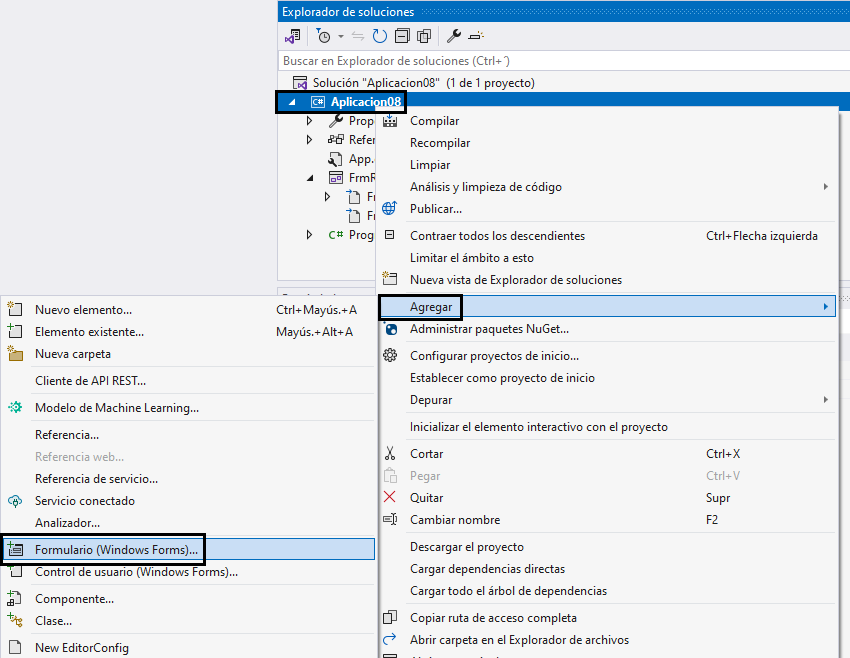 Explorador de soluciones
Buscar en Explorador de soluciones (Ctrl+´)
Solución "Aplicacion08" (1 de 1 proyecto)
C# Aplicacion08
C#
Compilar
Recompilar
Limpiar
Análisis y limpieza de código
Publicar...
Contraer todos los descendientes Ctrl+Flecha izquierda
Limitar el ámbito a esto
Nueva vista de Explorador de soluciones
Agregar
Administrar paquetes NuGet...
Configurar proyectos de inicio...
Establecer como proyecto de inicio
Depurar
Inicializar el elemento interactivo con el proyecto
Cortar Ctrl+X
Pegar Ctrl+V
Quitar Supr
Cambiar nombre F2
Descargar el proyecto
Cargar dependencias directas
Cargar todo el árbol de dependencias
Copiar ruta de acceso completa
Abrir carpeta en el Explorador de archivos
Nuevo elemento... Ctrl+Mayús.+A
Elemento existente... Mayús.+Alt+A
Nueva carpeta
Cliente de API REST...
Modelo de Machine Learning...
Referencia...
Referencia web...
Referencia de servicio...
Servicio conectado
Analizador...
Formulario (Windows Forms)...
Control de usuario (Windows Forms)...
Componente...
Clase...
New EditorConfig